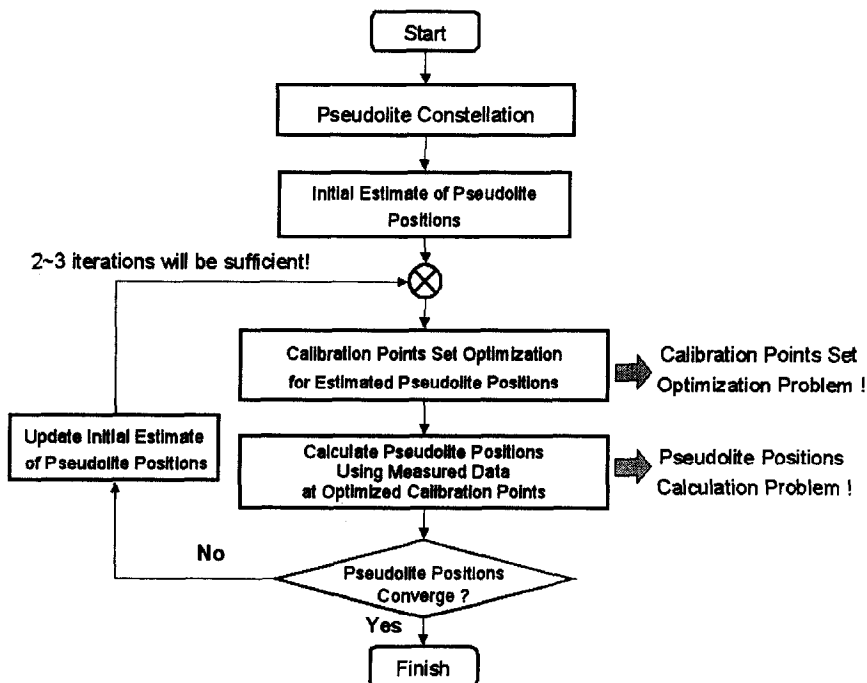 Start
Pseudolite Constellation
Initial Estimate of Pseudolite
Positions
2~3 iterations will be sufficient!
Calibration Points Set Optimization
for Estimated Pseudolite Positions
Calibration Points Set
Optimization Problem !
Update Initial Estimate
of Pseudolite Positions
Calculate Pseudolite Positions
Using Measured Data
at Optimized Calibration Points
Pseudolite Positions
Calculation Problem !
No
Pseudolite Positions
Converge ?
Yes
Finish